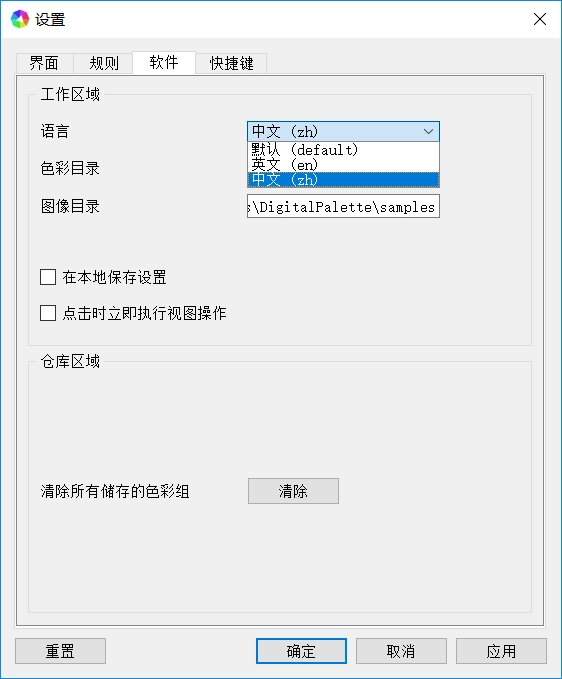 设置
界面 规则 软件 快捷键
工作区域
语言 中文 (zh)
默认 (default)
英文 (en)
色彩目录 中文 (zh)
图像目录 \DigitalPalette\samples
在本地保存设置
点击时立即执行视图操作
仓库区域
清除所有储存的色彩组 清除
重置 确定 取消 应用